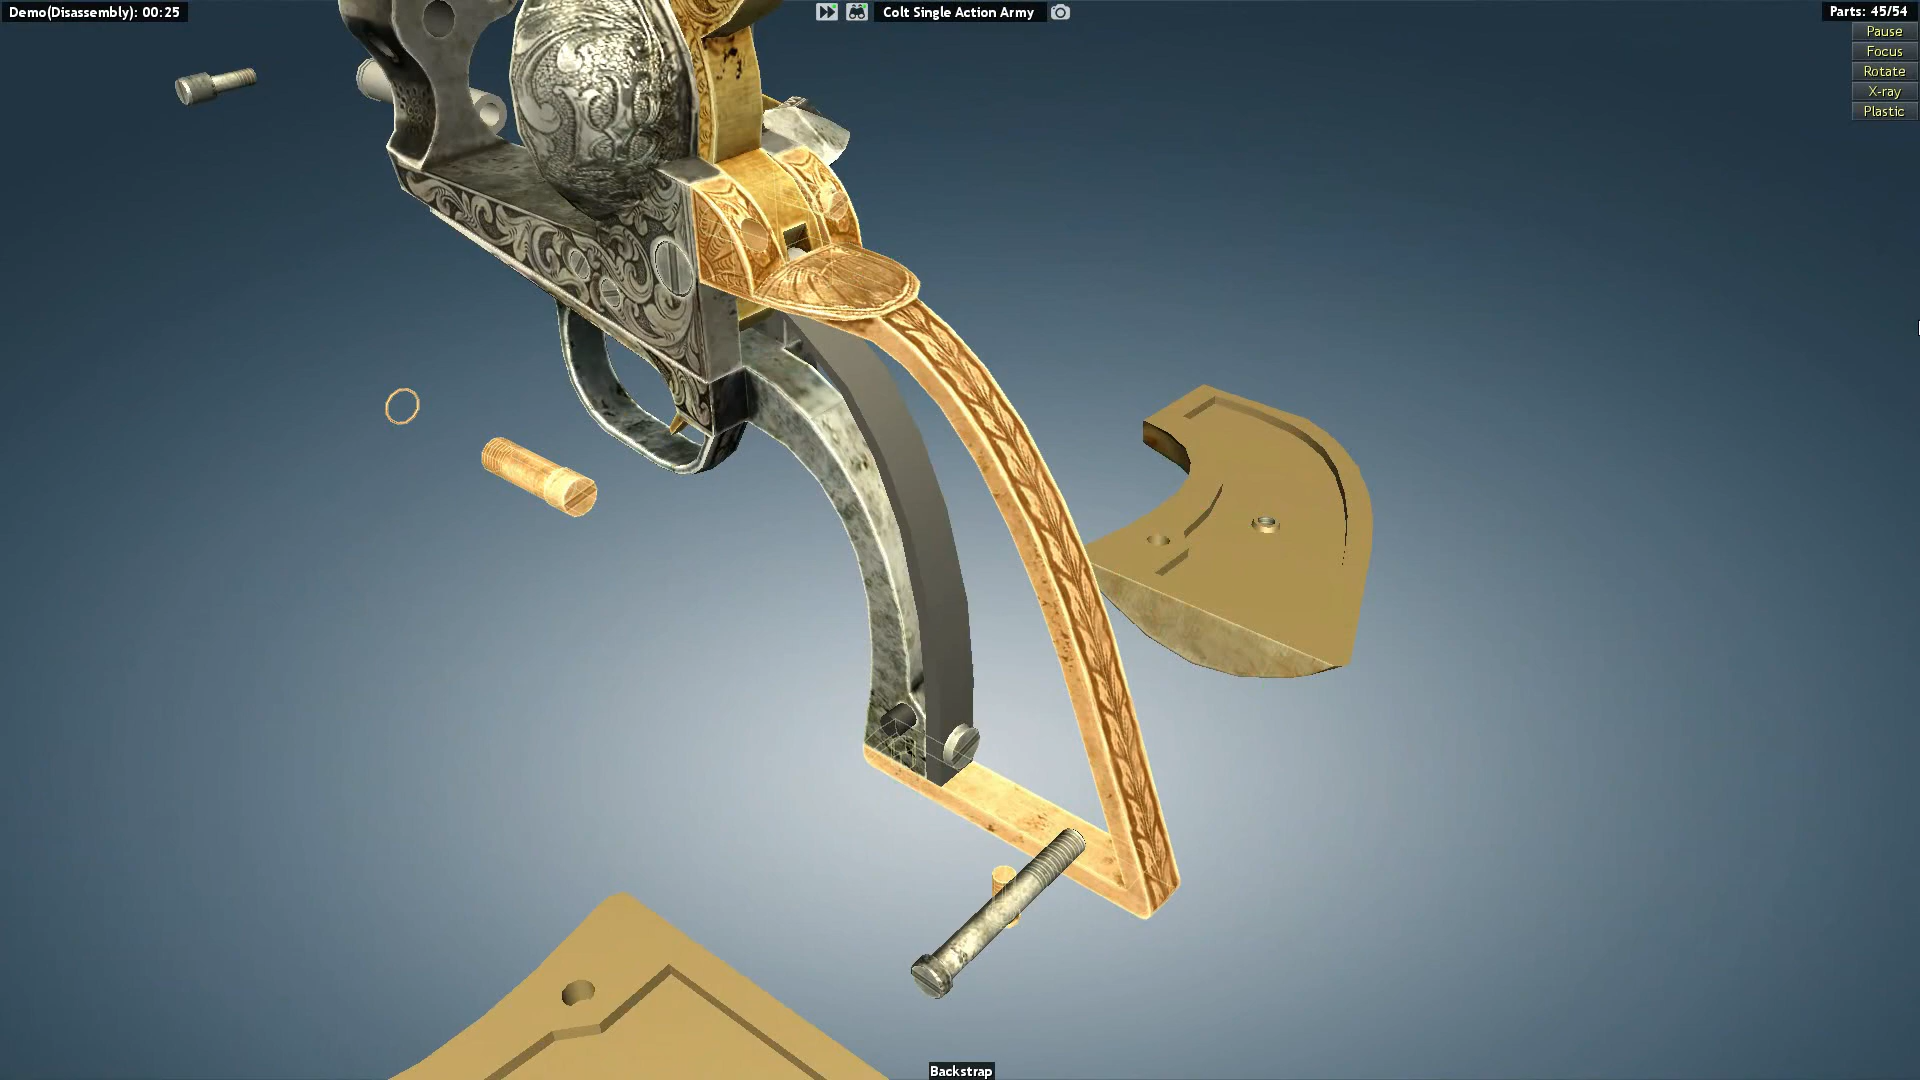 Demo(Disassembly): 00:25
Colt Single Action Army
Parts: 45/54
Pause
Focus
Rotate
X-ray
Plastic
Backstrap